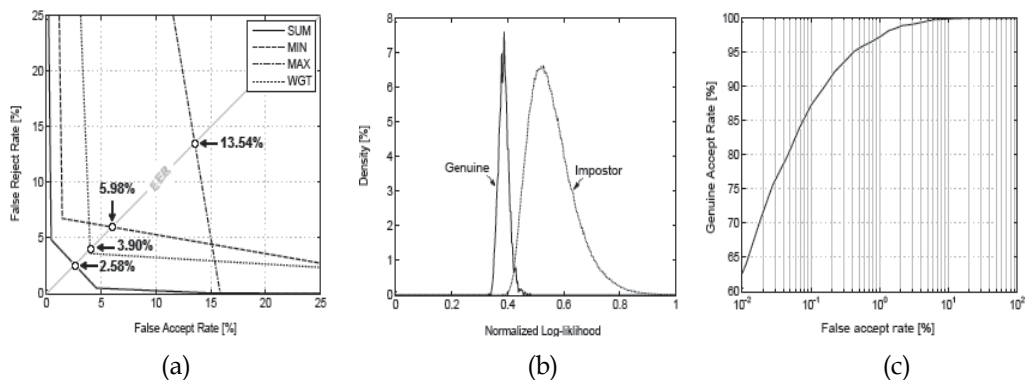 25
20
15
10
5
0
0 5 10 15 20 25
False Reject Rate [%]
False Accept Rate [%]
SUM
MIN
MAX
WGT
EER
13.54%
5.98%
3.90%
2.58%
(a)
8
7
6
5
4
3
2
1
0
0 0.2 0.4 0.6 0.8 1
Density [%]
Normalized Log-liklihood
Genuine
Impostor
(b)
100
95
90
85
80
75
70
65
60
10-2 10-1 100 101 102
Genuine Accept Rate [%]
False accept rate [%]
(c)